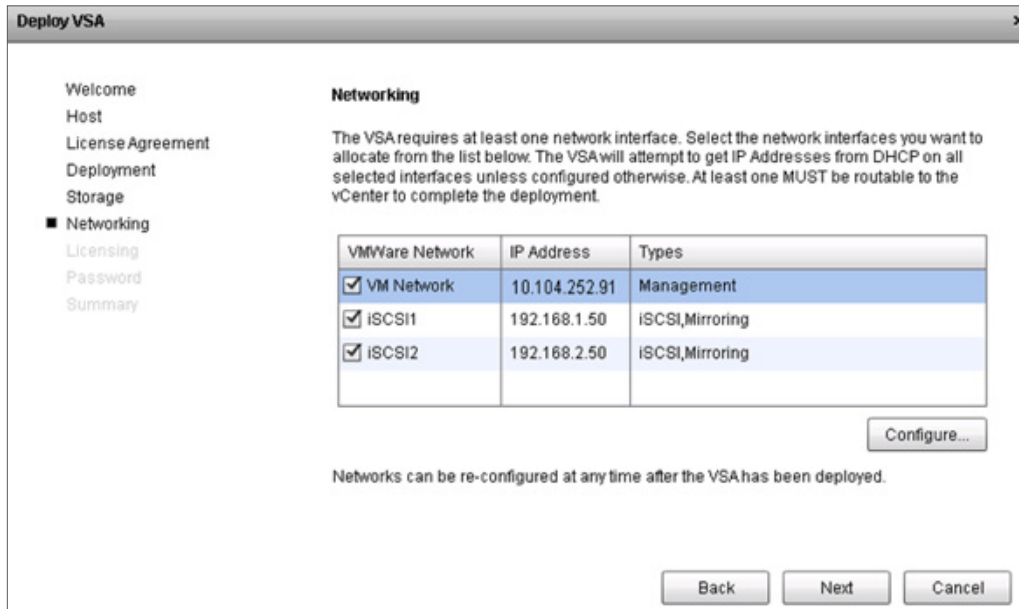 Deploy VSA
x
Welcome
Host
License Agreement
Deployment
Storage
Networking
Licensing
Password
Summary
Networking
The VSA requires at least one network interface. Select the network interfaces you want to
allocate from the list below. The VSA will attempt to get IP Addresses from DHCP on all
selected interfaces unless configured otherwise. At least one MUST be routable to the
vCenter to complete the deployment.
VMWare Network IP Address Types
VM Network 10.104.252.91 Management
iSCSI1 192.168.1.50 iSCSI,Mirroring
iSCSI2 192.168.2.50 iSCSI,Mirroring
Configure...
Networks can be re-configured at any time after the VSA has been deployed.
Back Next Cancel